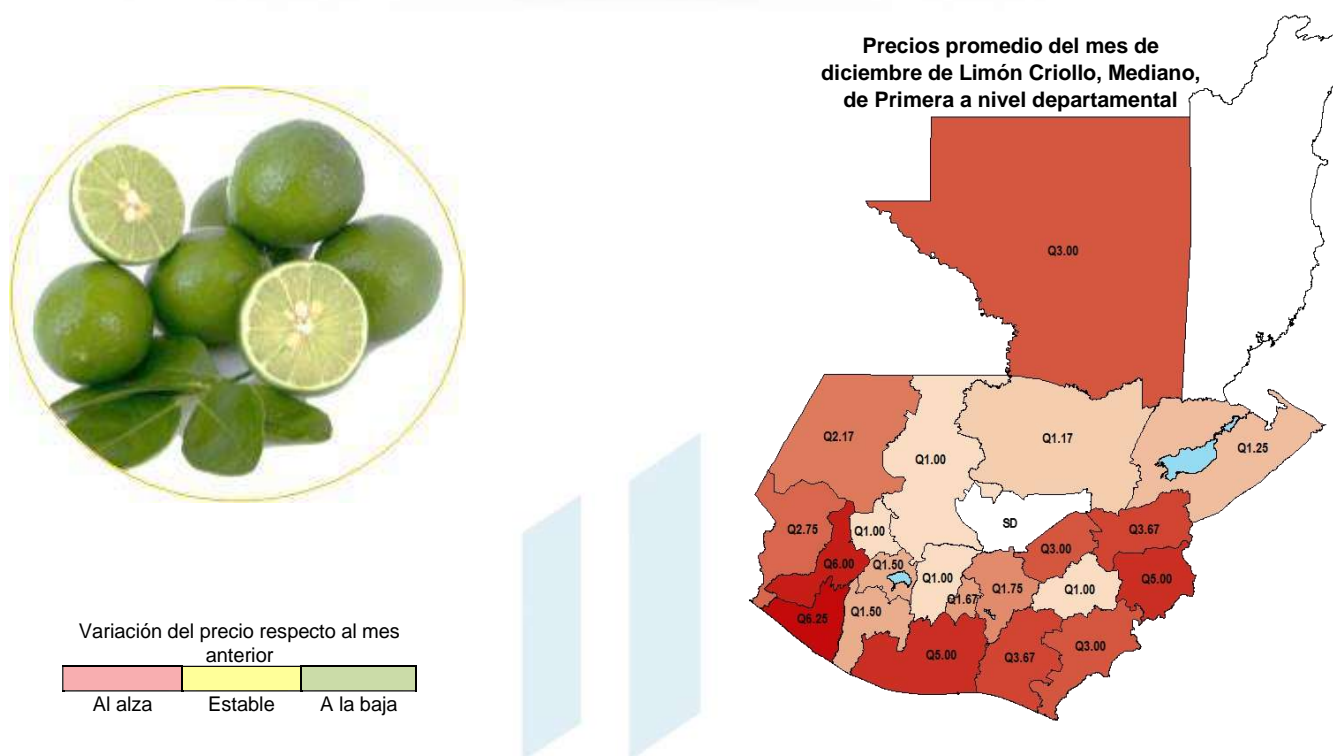 Precios promedio del mes de
diciembre de Limón Criollo, Mediano,
de Primera a nivel departamental
Q3.00
Q2.17
Q1.00
Q1.17
Q1.25
Q2.75
Q1.00
SD
Q3.67
Q6.00
Q1.50
Q1.00
Q3.00
Q5.00
Q1.67
Q1.75
Q1.00
Q6.25
Q1.50
Q5.00
Q3.67
Q3.00
Variación del precio respecto al mes
anterior
Al alza Estable A la baja